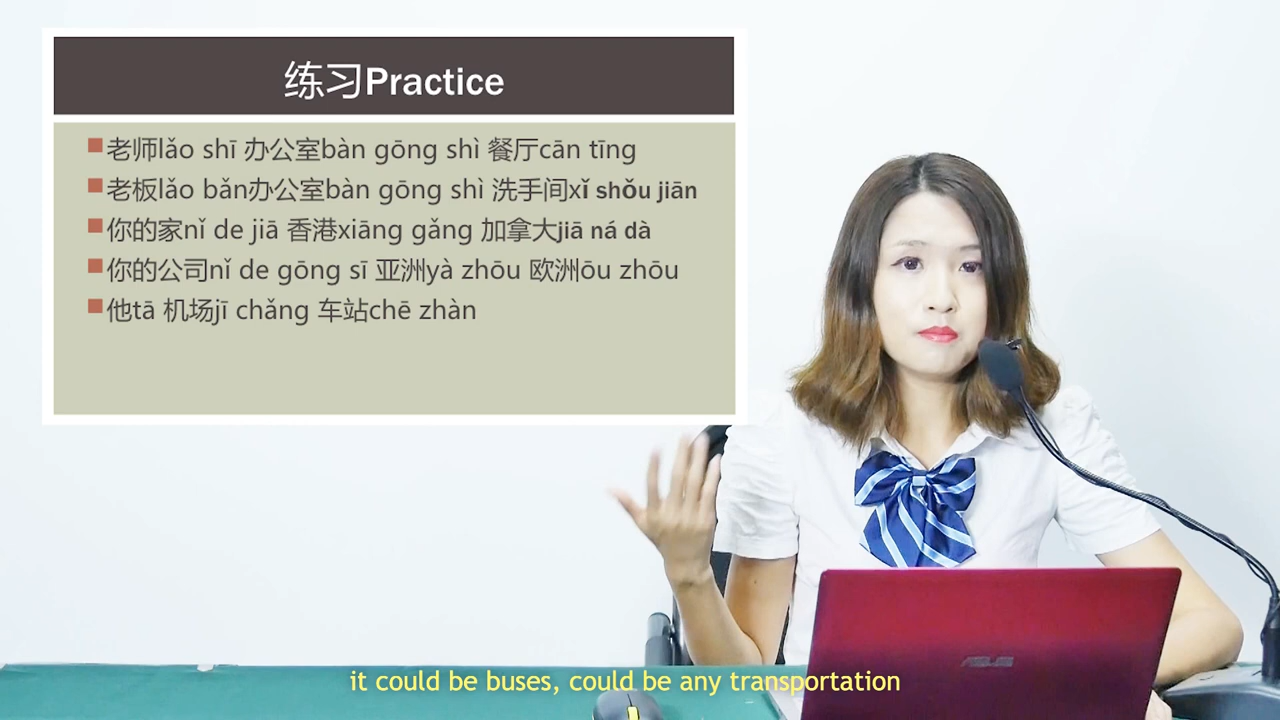 练习Practice
老师lǎo shī 办公室bàn gōng shì 餐厅cān tīng
老板lǎo bǎn办公室bàn gōng shì 洗手间xǐ shǒu jiān
你的家nǐ de jiā 香港xiāng gǎng 加拿大jiā ná dà
你的公司nǐ de gōng sī 亚洲yà zhōu 欧洲ōu zhōu
他tā 机场jī chǎng 车站chē zhàn
ASUS
it could be buses, could be any transportation